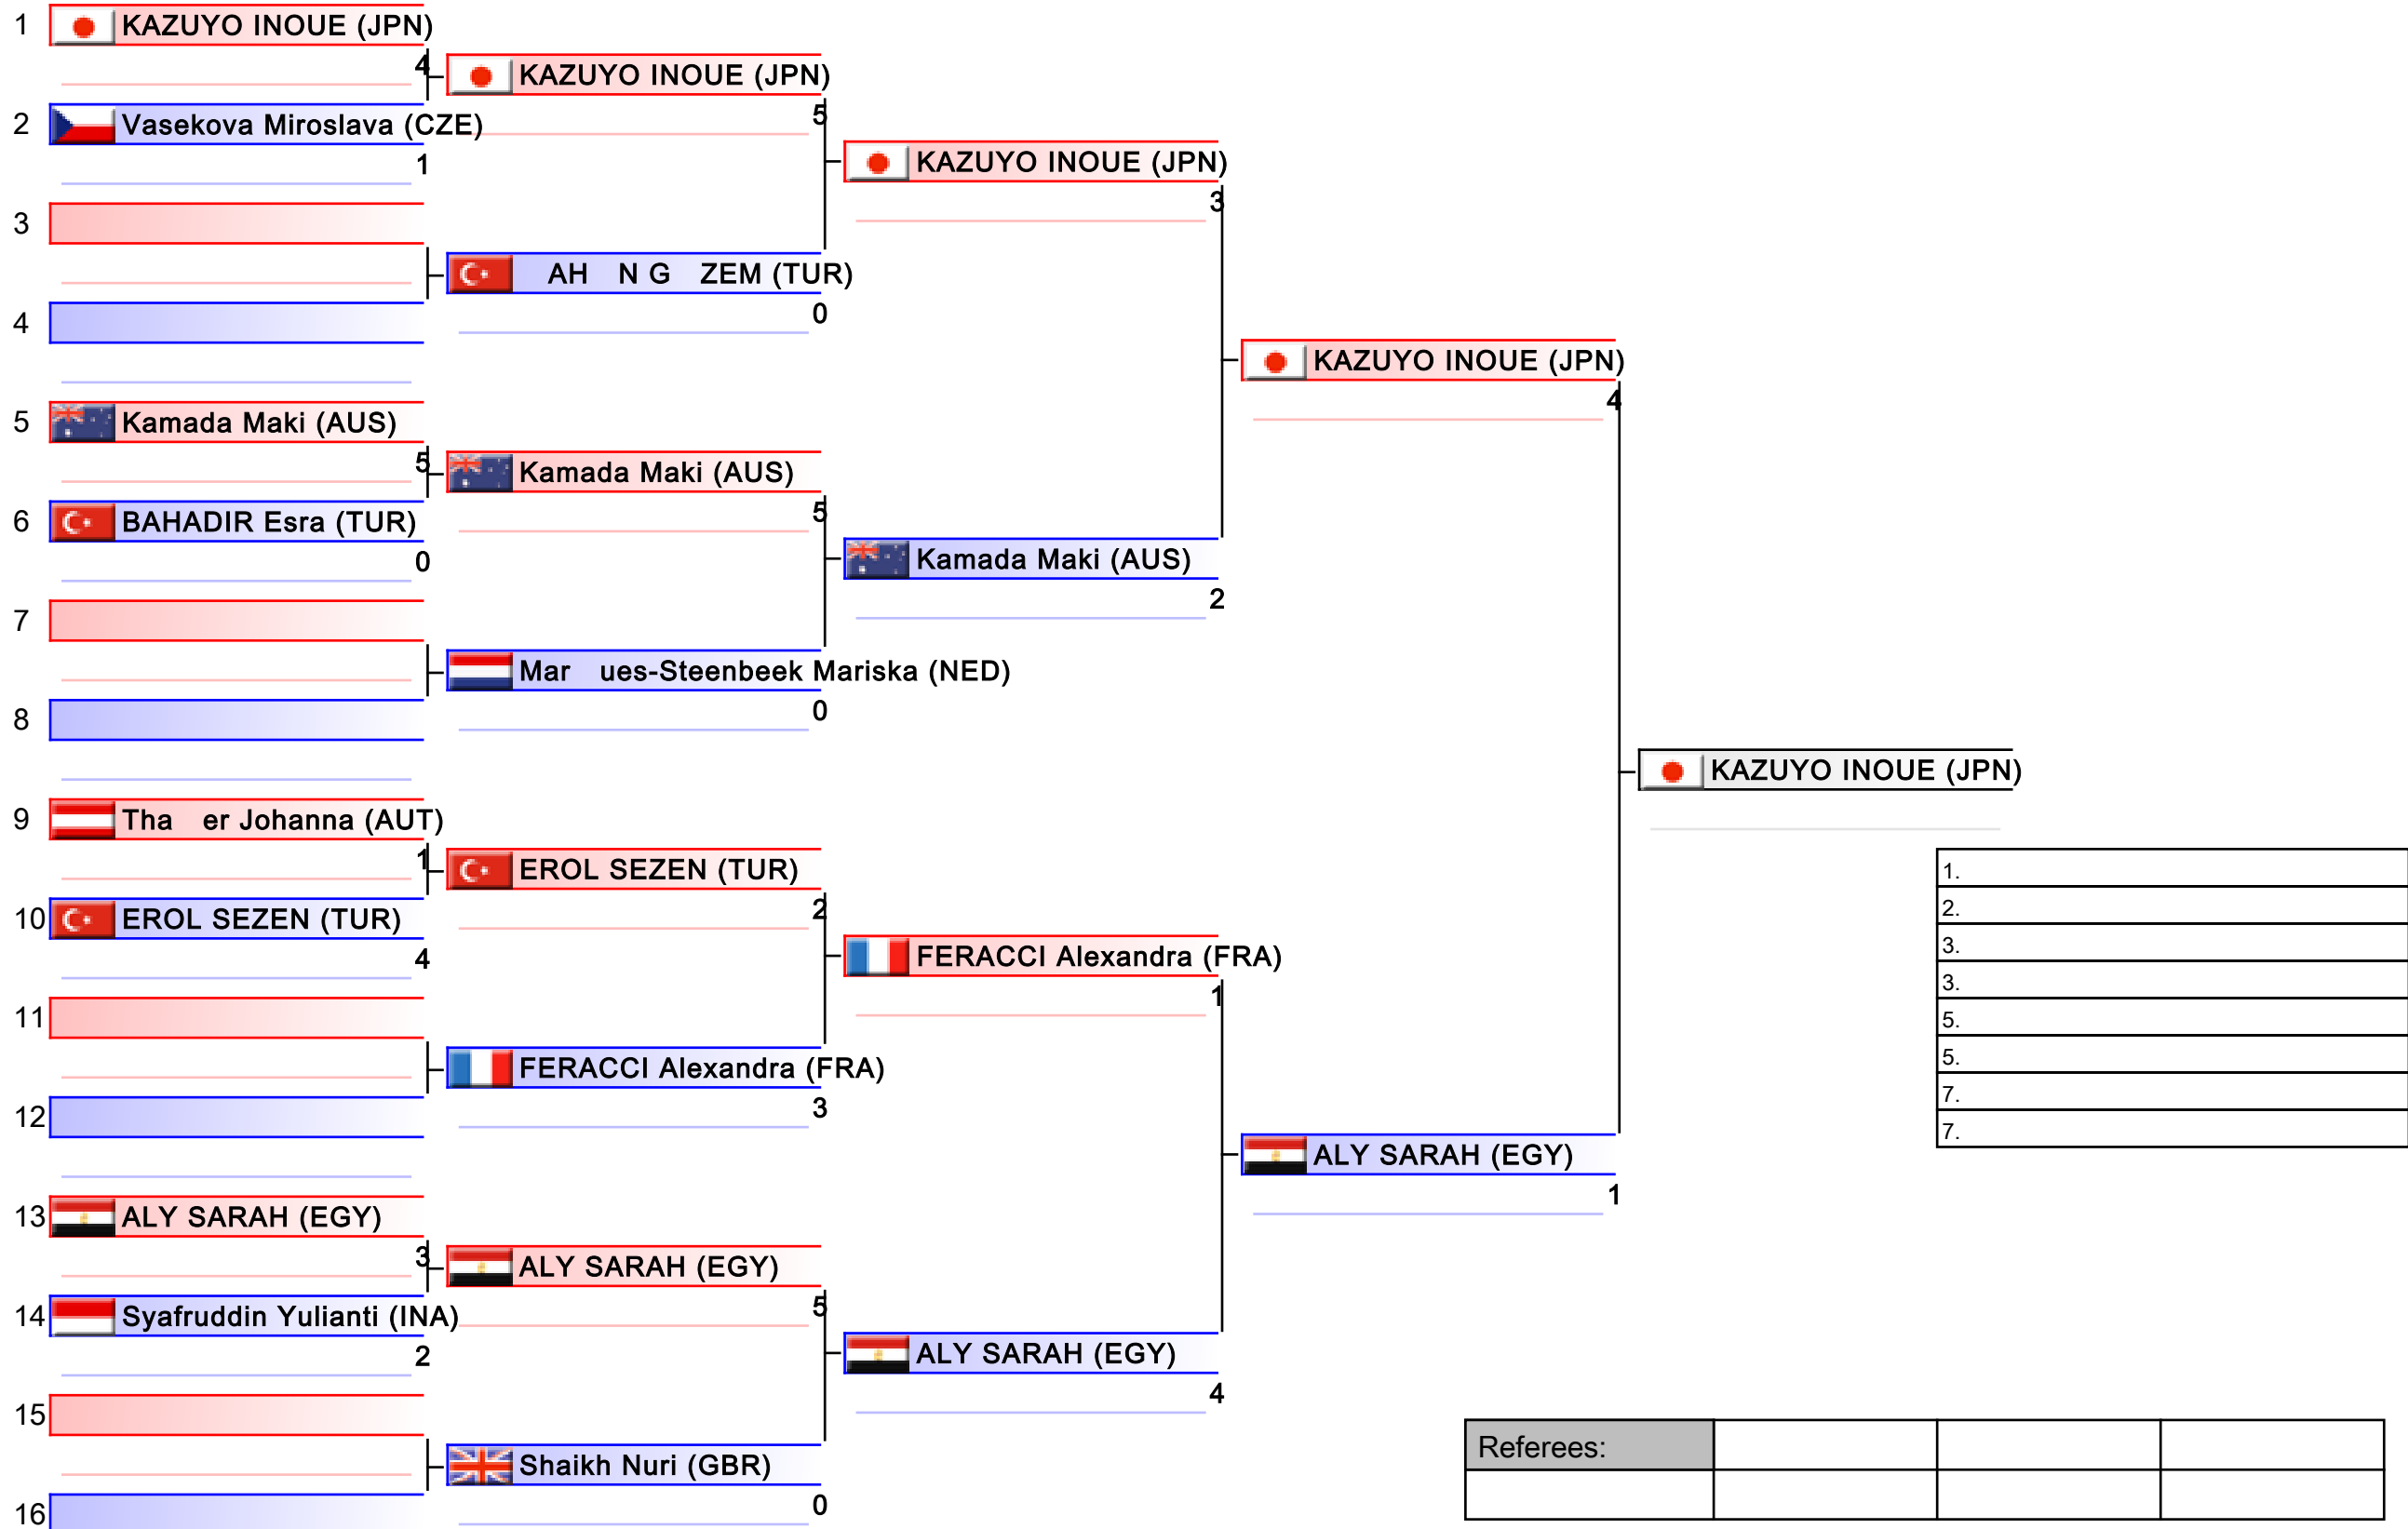 1 KAZUYO INOUE (JPN)
4
2 Vasekova Miroslava (CZE)
1
3
4
5 Kamada Maki (AUS)
5
6 BAHADIR Esra (TUR)
0
7
8
9 Tha er Johanna (AUT)
1
10 EROL SEZEN (TUR)
4
11
12
13 ALY SARAH (EGY)
3
14 Syafruddin Yulianti (INA)
2
15
16
KAZUYO INOUE (JPN)
5
AH N G ZEM (TUR)
0
Kamada Maki (AUS)
5
Mar ues-Steenbeek Mariska (NED)
0
EROL SEZEN (TUR)
2
FERACCI Alexandra (FRA)
3
ALY SARAH (EGY)
5
Shaikh Nuri (GBR)
0
KAZUYO INOUE (JPN)
3
Kamada Maki (AUS)
2
FERACCI Alexandra (FRA)
1
ALY SARAH (EGY)
4
KAZUYO INOUE (JPN)
4
ALY SARAH (EGY)
1
KAZUYO INOUE (JPN)
1.
2.
3.
3.
5.
5.
7.
7.
Referees: